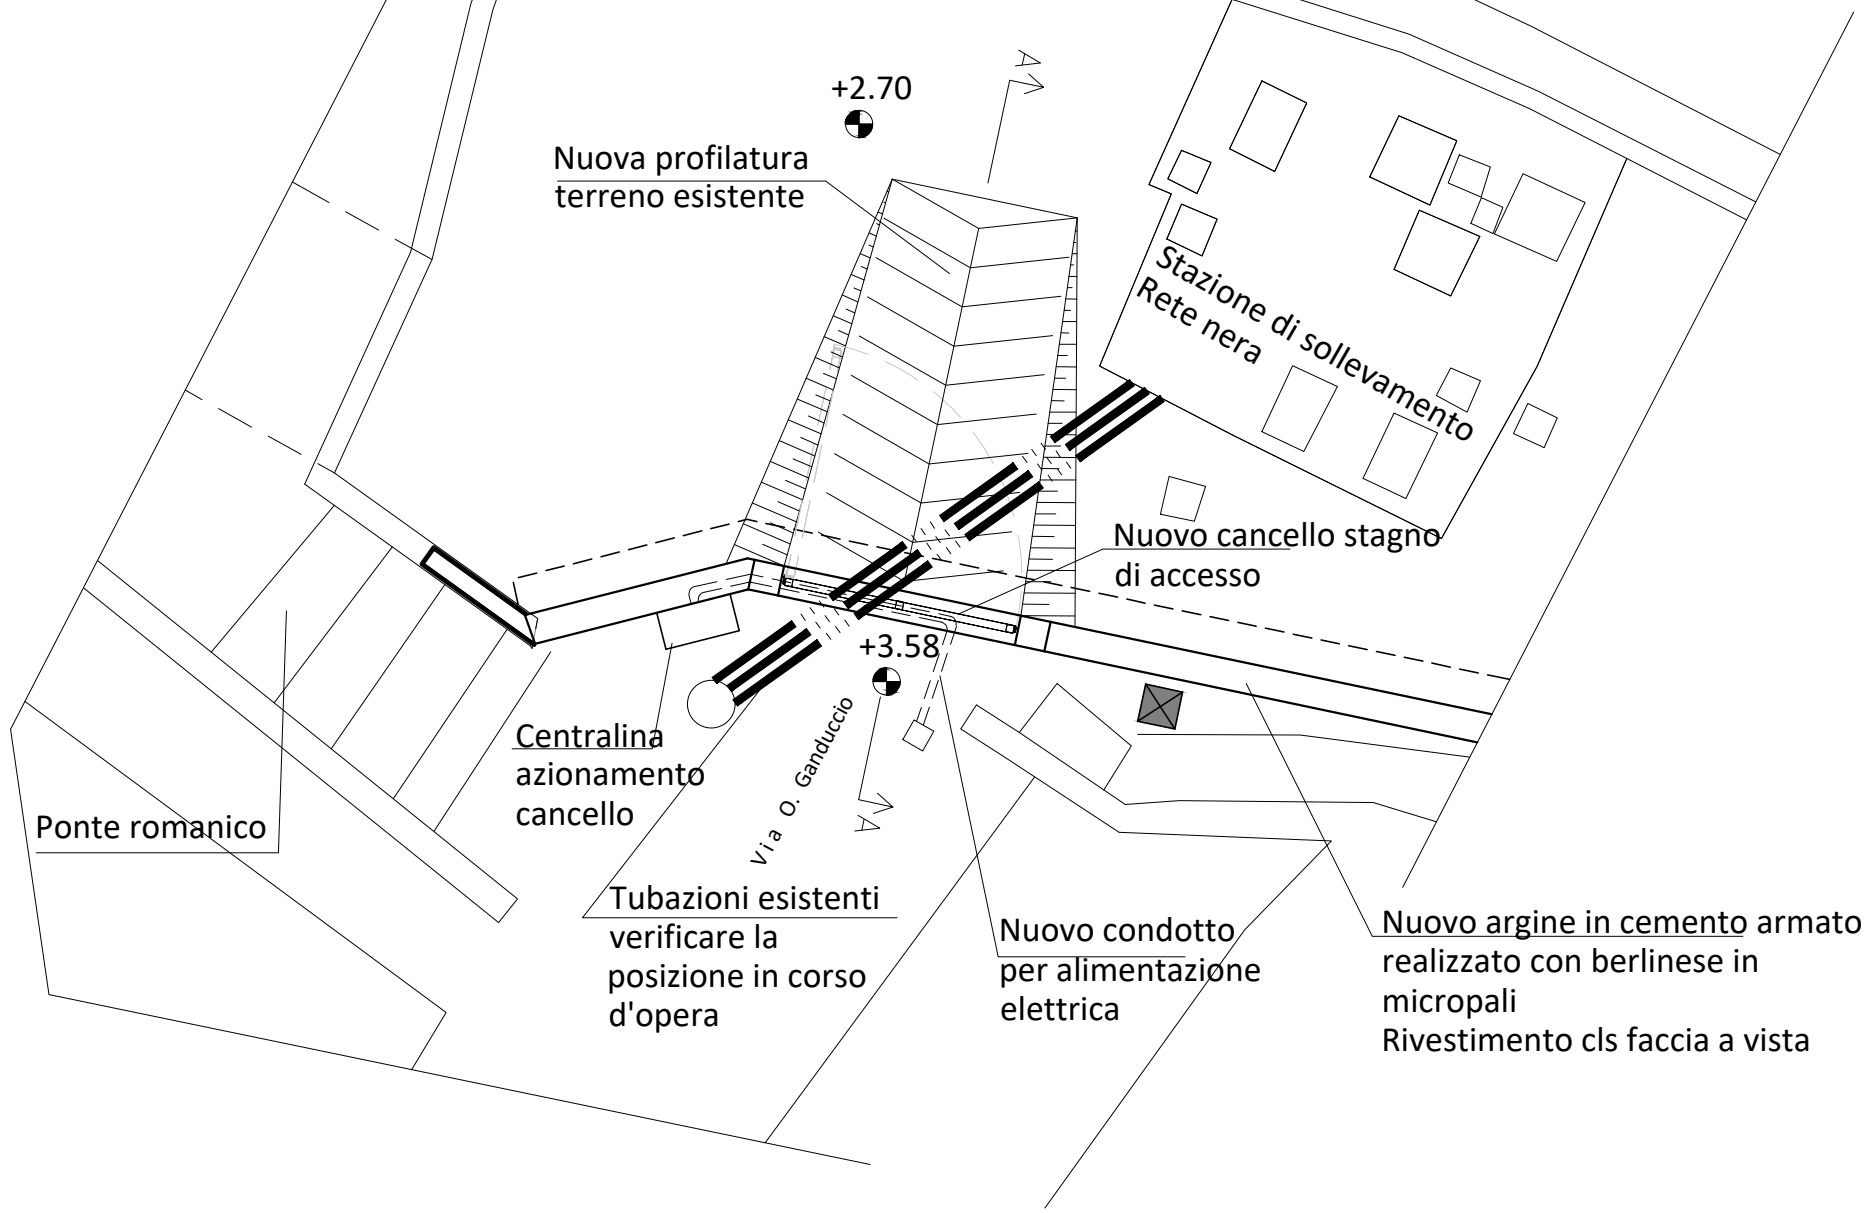 A
+2.70
Nuova profilatura
terreno esistente
Stazione di sollevamento
Rete nera
Nuovo cancello stagno
di accesso
+3.58
Via O. Ganduccio
A
Centralina
azionamento
cancello
Ponte romanico
Tubazioni esistenti
verificare la
posizione in corso
d'opera
Nuovo condotto
per alimentazione
elettrica
Nuovo argine in cemento armato
realizzato con berlinese in
micropali
Rivestimento cls faccia a vista